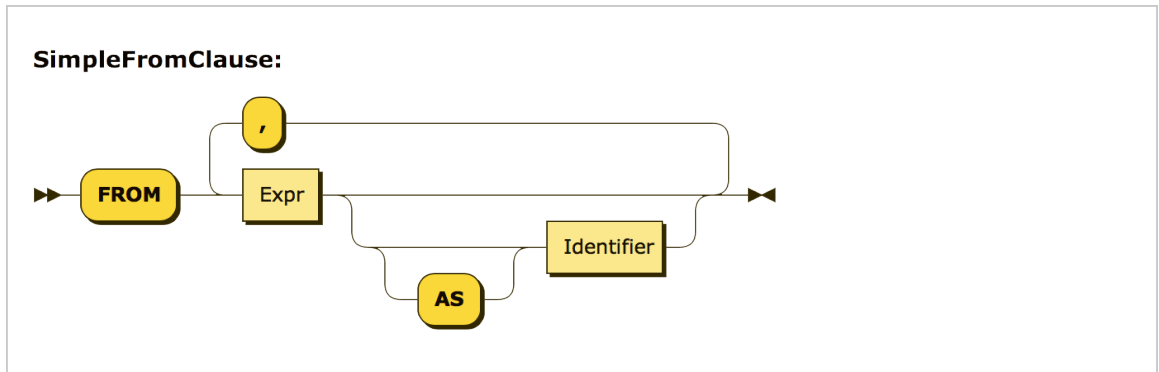 SimpleFromClause:
,
FROM Expr
Identifier
AS